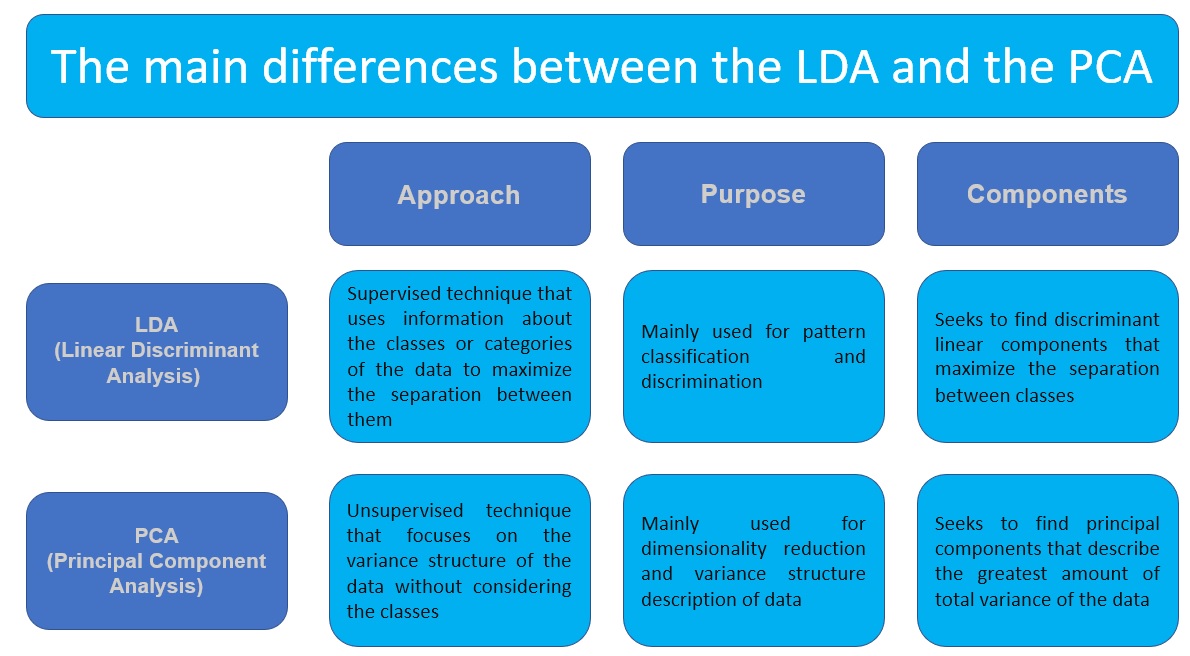 The main differences between the LDA and the PCA
Approach
Purpose
Components
LDA
(Linear Discriminant
Analysis)
Supervised technique that
uses information about
the classes or categories
of the data to maximize
the separation between
them
Mainly used for pattern
classification and
discrimination
Seeks to find discriminant
linear components that
maximize the separation
between classes
PCA
(Principal Component
Analysis)
Unsupervised technique
that focuses on the
variance structure of the
data without considering
the classes
Mainly used for
dimensionality reduction
and variance structure
description of data
Seeks to find principal
components that describe
the greatest amount of
total variance of the data